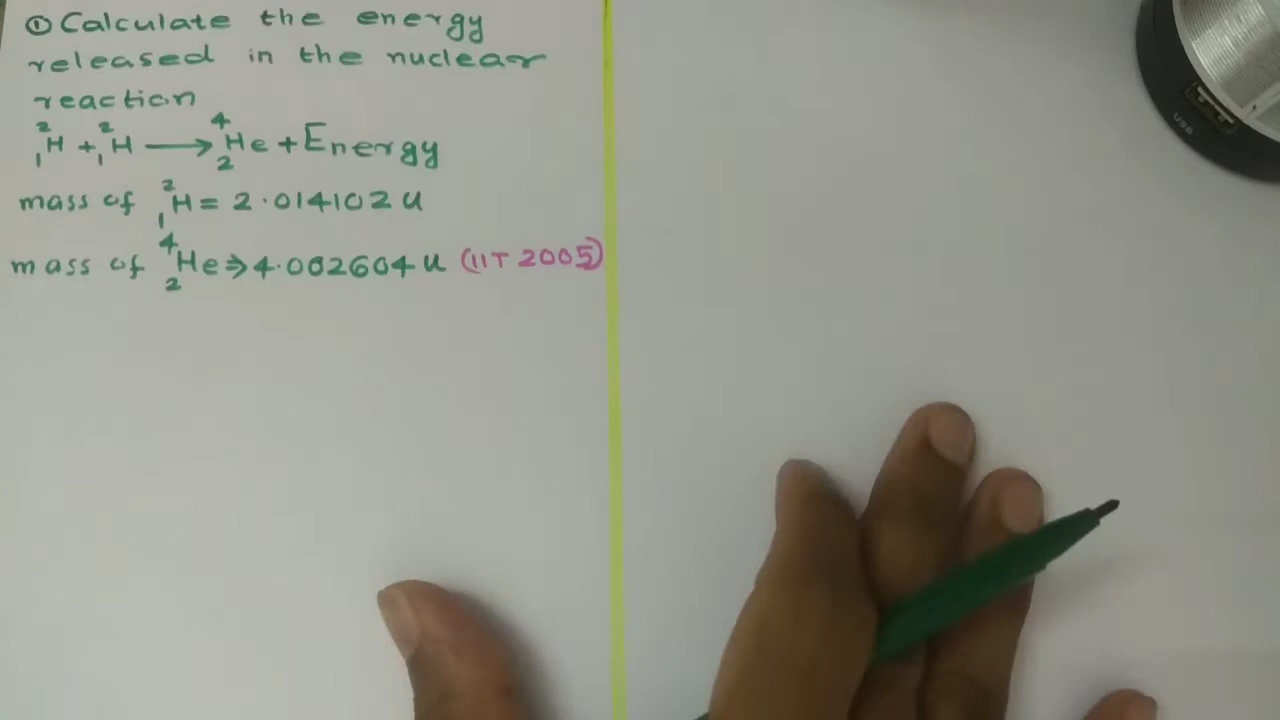 ① Calculate the energy
released in the nuclear
reaction
²₁H + ²₁H ⟶ ⁴₂He + Energy
mass of ²₁H = 2.014102 u
mass of ⁴₂He ⇒ 4.002604 u (IIT 2005)
USB